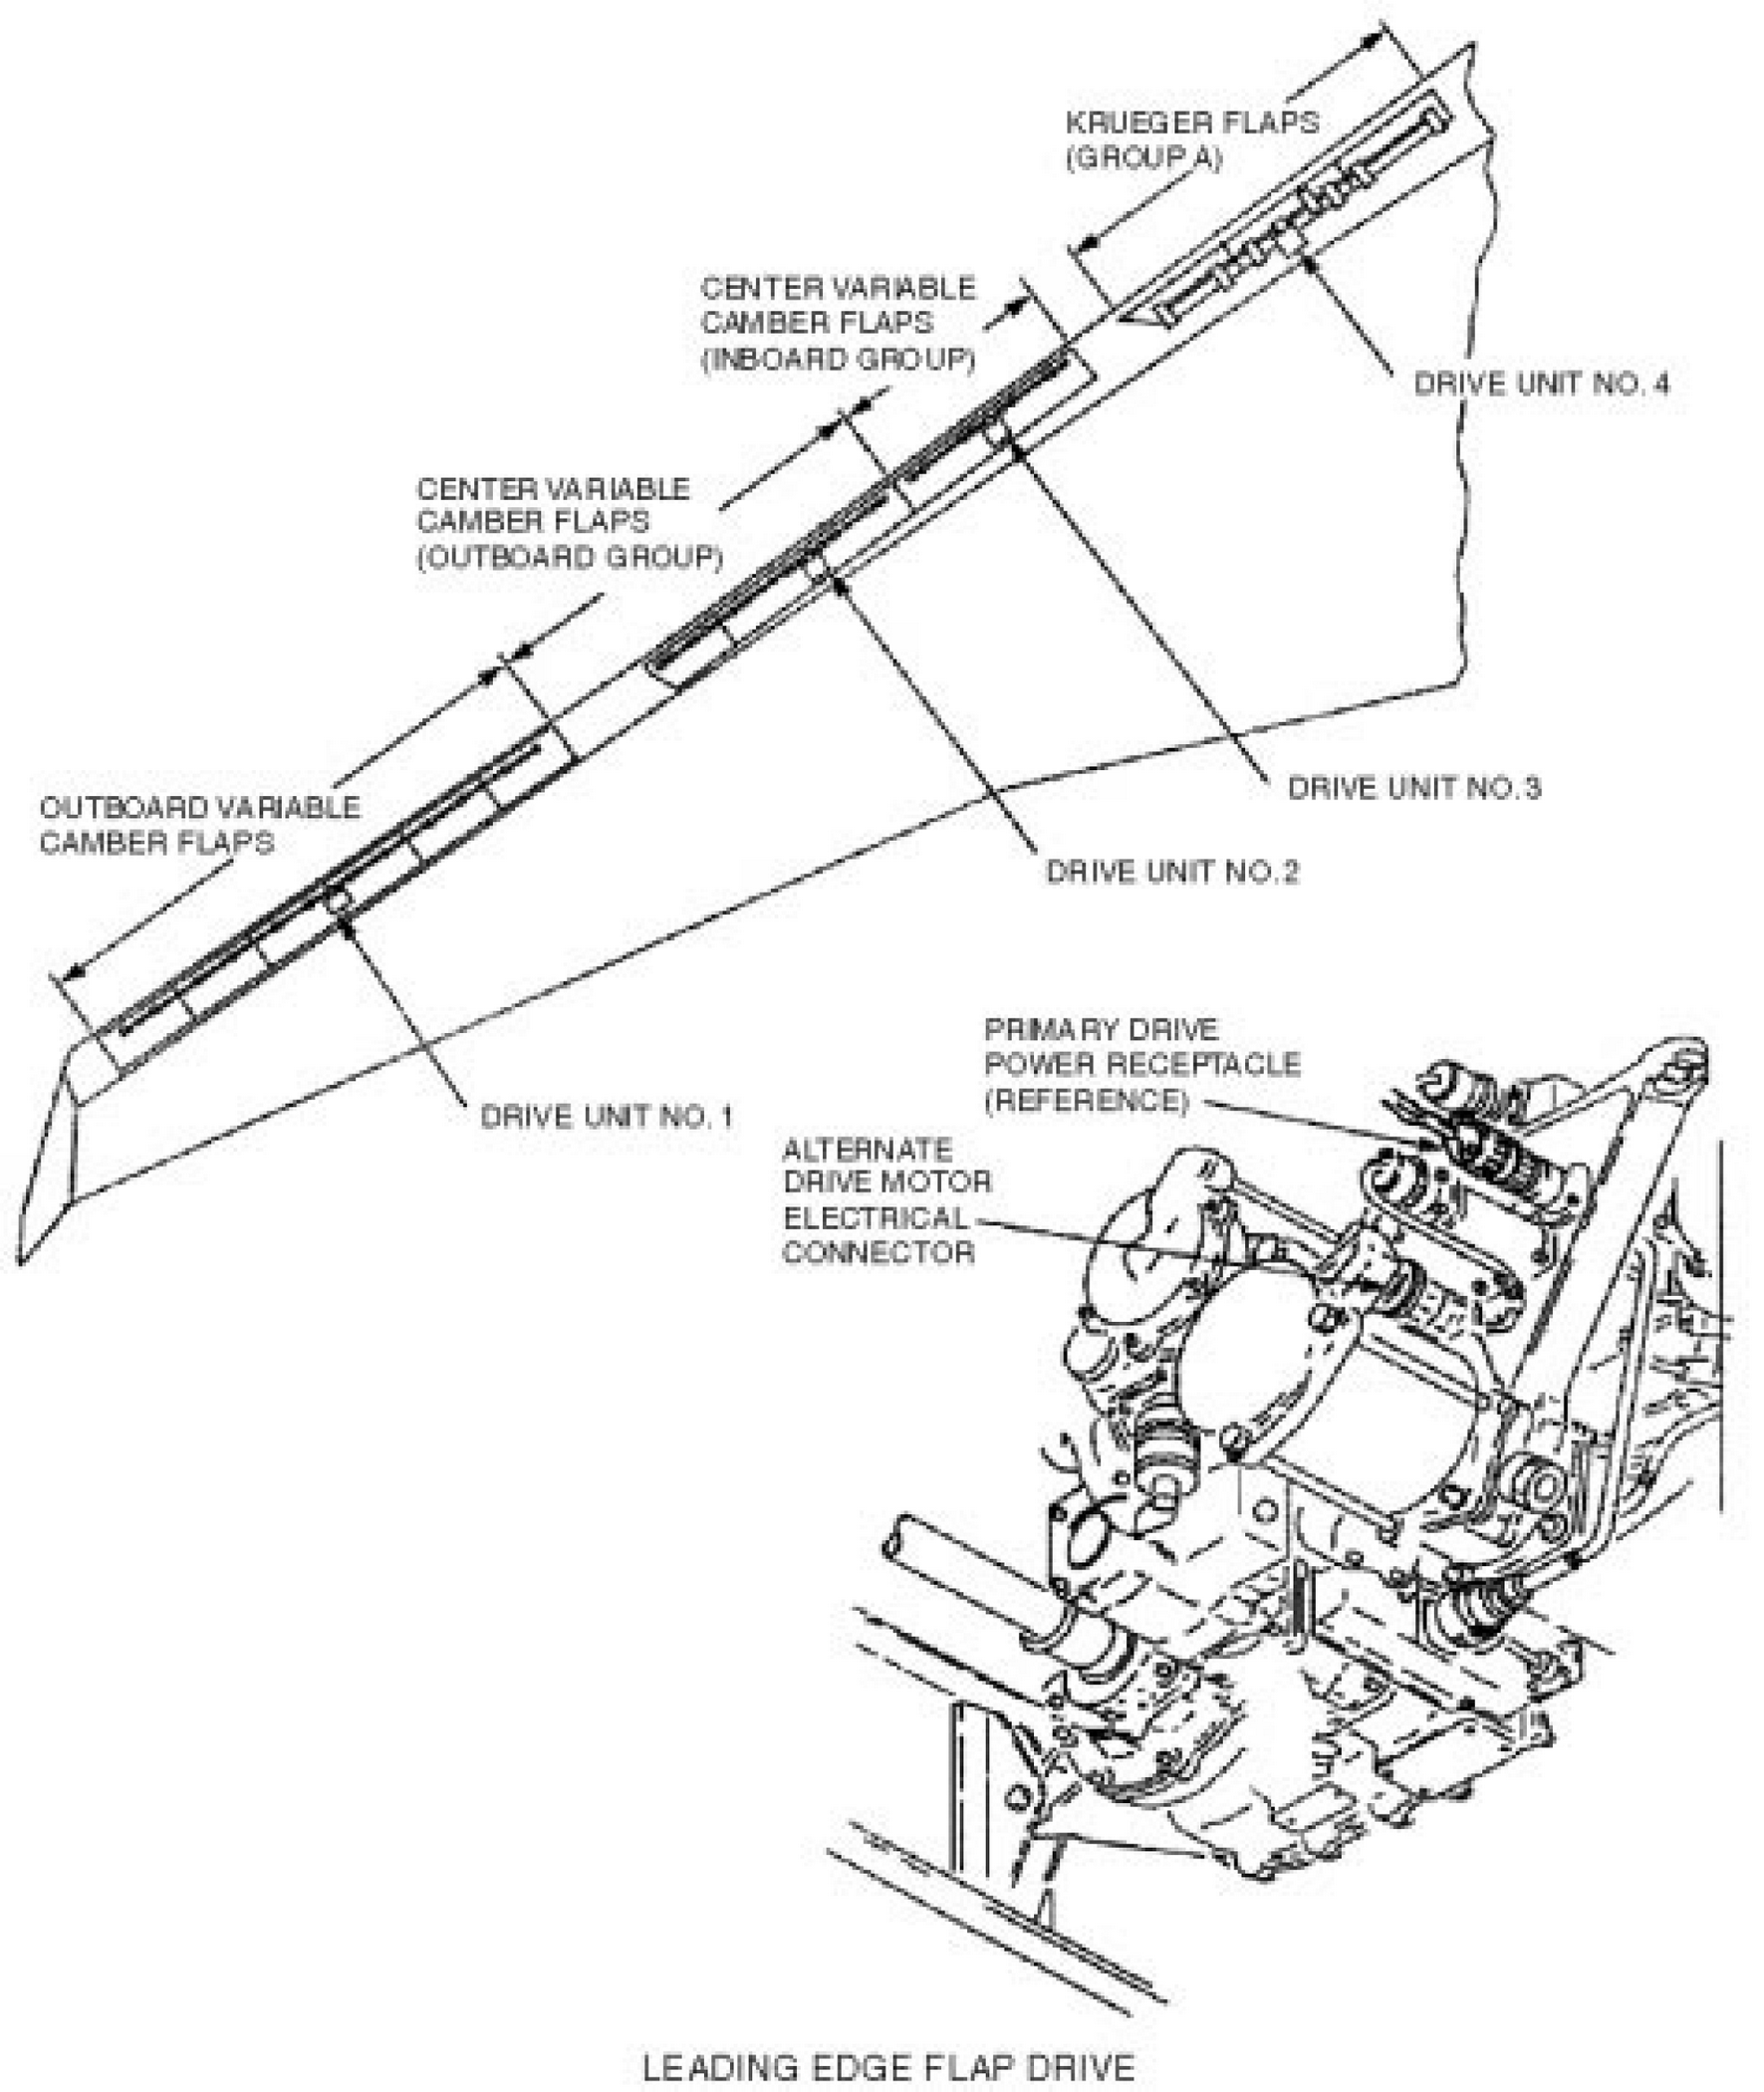 KRUEGER FLAPS
(GROUP A)
CENTER VARIABLE
CAMBER FLAPS
(INBOARD GROUP)
DRIVE UNIT NO. 4
CENTER VARIABLE
CAMBER FLAPS
(OUTBOARD GROUP)
OUTBOARD VARIABLE
CAMBER FLAPS
DRIVE UNIT NO. 3
DRIVE UNIT NO. 2
DRIVE UNIT NO. 1
PRIMARY DRIVE
POWER RECEPTACLE
(REFERENCE)
ALTERNATE
DRIVE MOTOR
ELECTRICAL
CONNECTOR
LEADING EDGE FLAP DRIVE